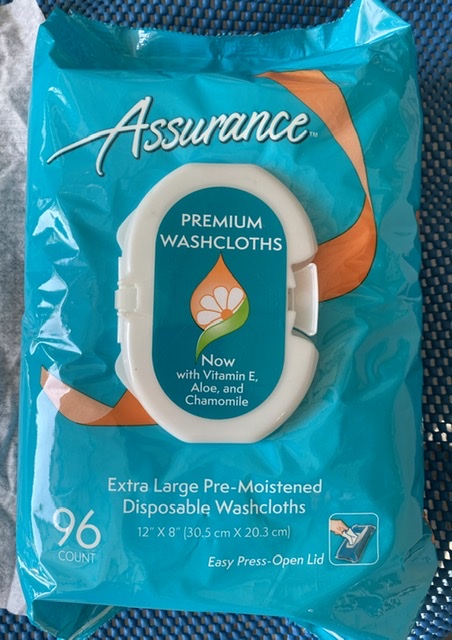 Assurance™
PREMIUM
WASHCLOTHS
Now
with Vitamin E,
Aloe, and
Chamomile
Extra Large Pre-Moistened
Disposable Washcloths
12" X 8" (30.5 cm X 20.3 cm)
96
COUNT
Easy Press-Open Lid